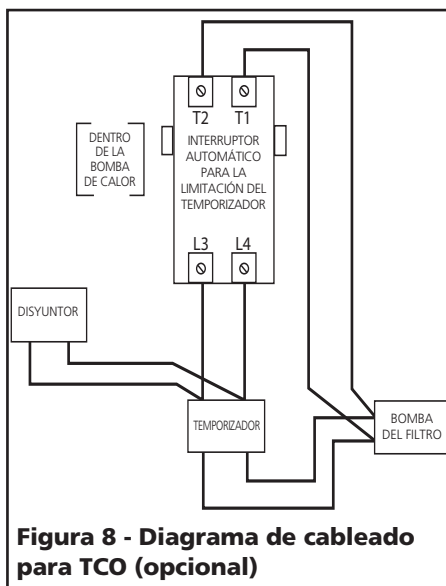 T2 T1
DENTRO
DE LA
BOMBA
DE CALOR
INTERRUPTOR
AUTOMÁTICO
PARA LA
LIMITACIÓN DEL
TEMPORIZADOR
L3 L4
DISYUNTOR
TEMPORIZADOR
BOMBA
DEL FILTRO
Figura 8 - Diagrama de cableado
para TCO (opcional)